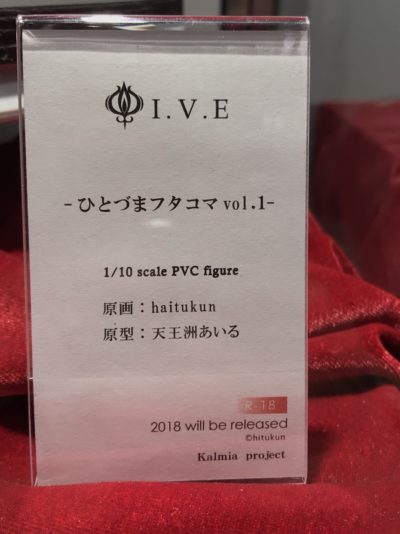 I.V.E
-ひとづまフタコマ vol.1-
1/10 scale PVC figure
原画：haitukun
原型：天王洲あいる
R-18
2018 will be released
©hitukun
Kalmia project